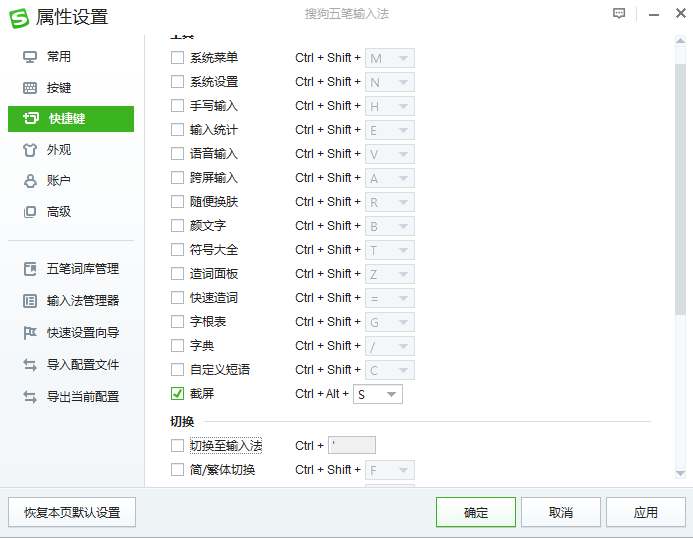 属性设置
搜狗五笔输入法
常用
按键
快捷键
外观
账户
高级
五笔词库管理
输入法管理器
快速设置向导
导入配置文件
导出当前配置
系统菜单 Ctrl + Shift + M
系统设置 Ctrl + Shift + N
手写输入 Ctrl + Shift + H
输入统计 Ctrl + Shift + E
语音输入 Ctrl + Shift + V
跨屏输入 Ctrl + Shift + A
随便换肤 Ctrl + Shift + R
颜文字 Ctrl + Shift + B
符号大全 Ctrl + Shift + T
造词面板 Ctrl + Shift + Z
快速造词 Ctrl + Shift + =
字根表 Ctrl + Shift + G
字典 Ctrl + Shift + /
自定义短语 Ctrl + Shift + C
截屏 Ctrl + Alt + S
切换
切换至输入法 Ctrl + '
简/繁体切换 Ctrl + Shift + F
恢复本页默认设置
确定
取消
应用